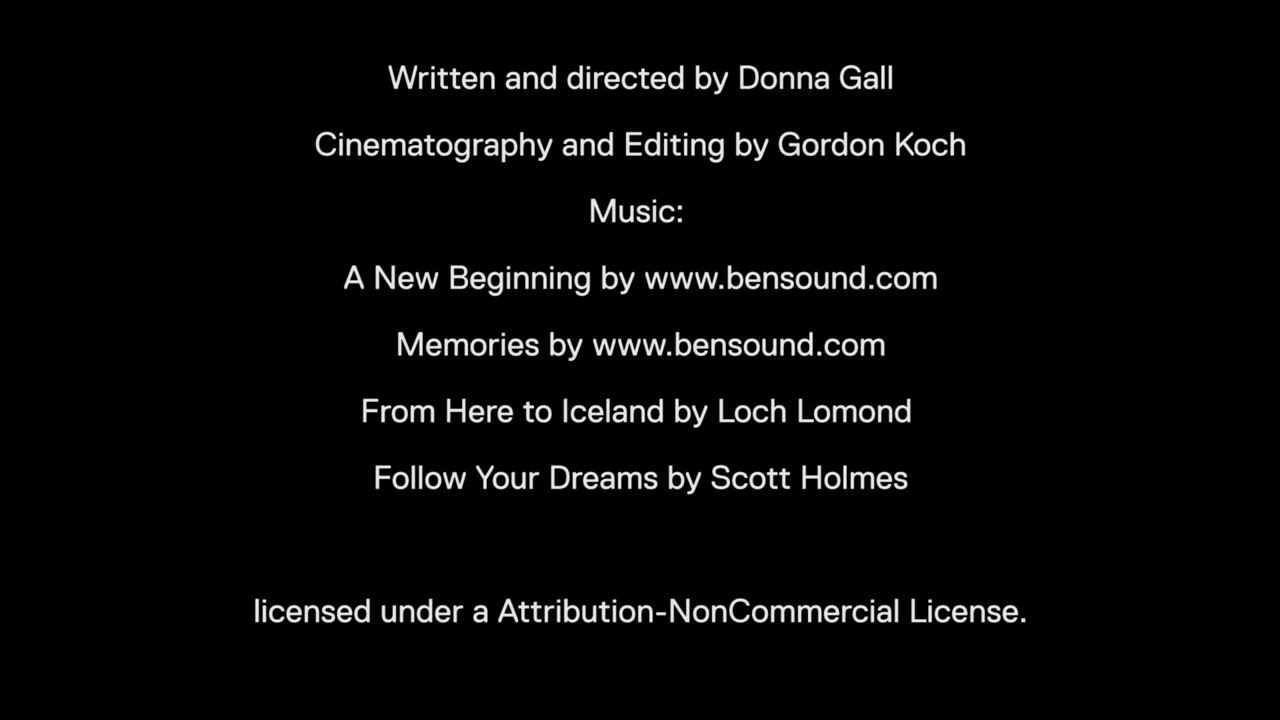 Written and directed by Donna Gall
Cinematography and Editing by Gordon Koch
Music:
A New Beginning by www.bensound.com
Memories by www.bensound.com
From Here to Iceland by Loch Lomond
Follow Your Dreams by Scott Holmes
licensed under a Attribution-NonCommercial License.